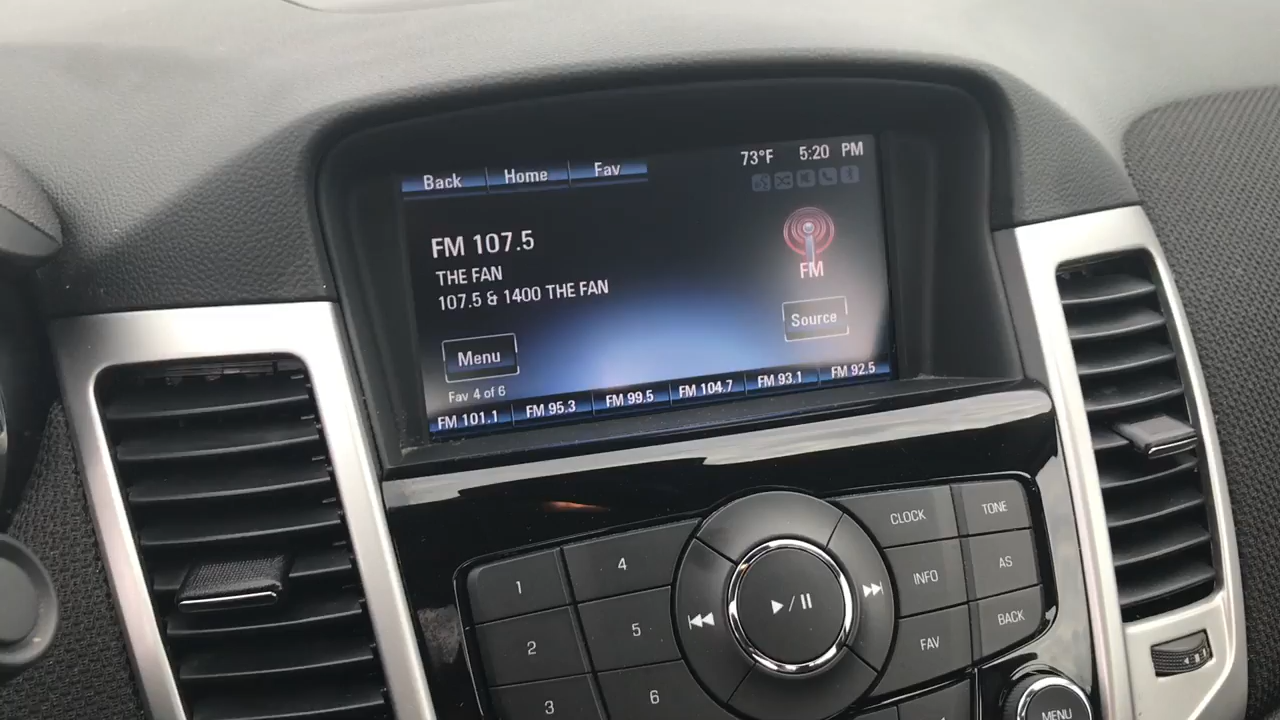 Back Home Fav 73°F 5:20 PM
FM 107.5
THE FAN
107.5 & 1400 THE FAN
FM
Source
Menu
Fav 4 of 6
FM 101.1 FM 95.3 FM 99.5 FM 104.7 FM 93.1 FM 92.5
1 4 CLOCK TONE
2 5 INFO AS
3 6 FAV BACK
MENU